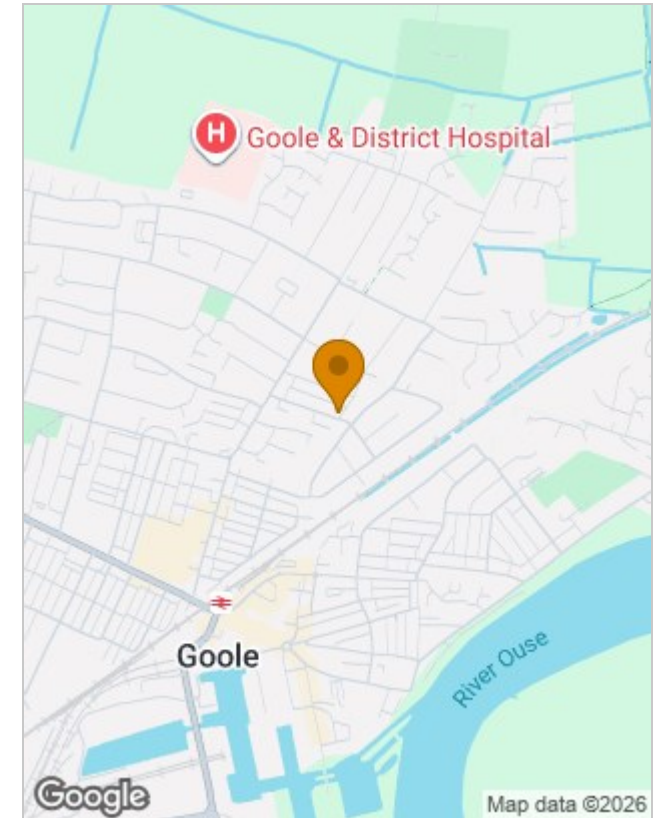 H
Goole & District Hospital
Goole
River Ouse
Google
Map data ©2026